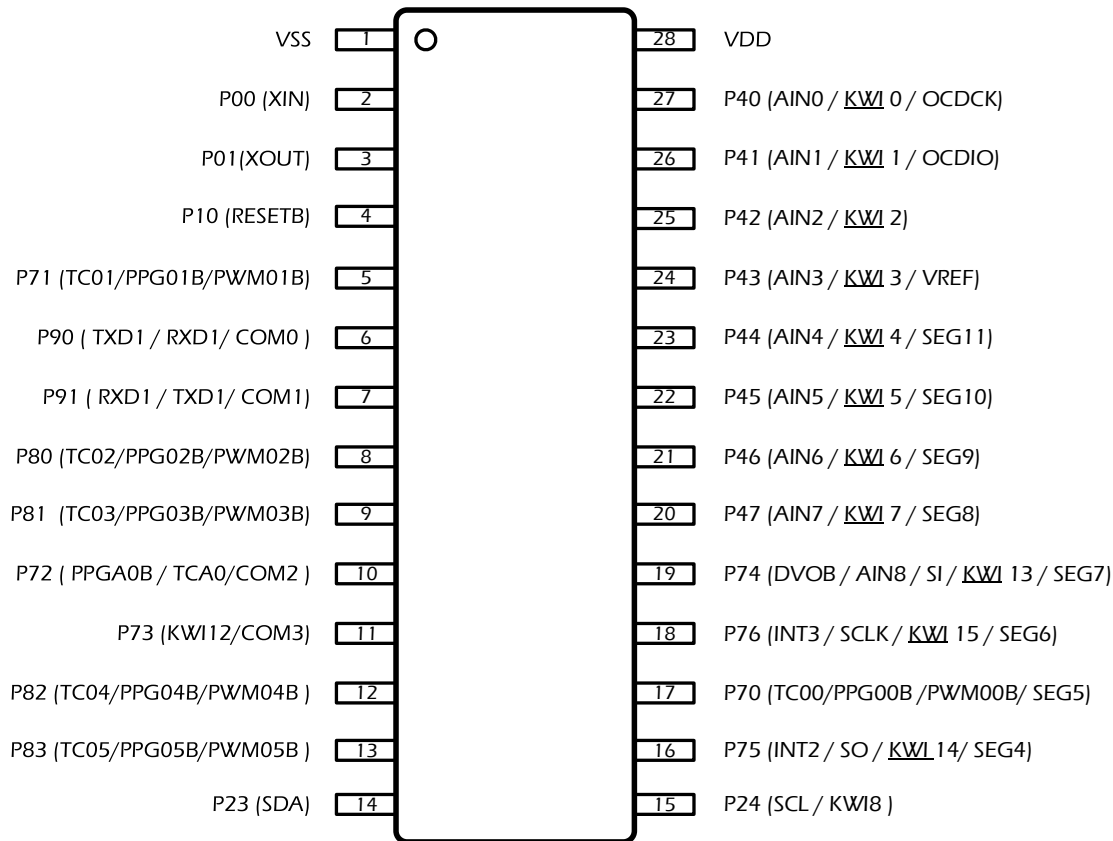 VSS 1 28 VDD
P00 (XIN) 2 27 P40 (AIN0 / KWI 0 / OCDCK)
P01(XOUT) 3 26 P41 (AIN1 / KWI 1 / OCDIO)
P10 (RESETB) 4 25 P42 (AIN2 / KWI 2)
P71 (TC01/PPG01B/PWM01B) 5 24 P43 (AIN3 / KWI 3 / VREF)
P90 ( TXD1 / RXD1/ COM0 ) 6 23 P44 (AIN4 / KWI 4 / SEG11)
P91 ( RXD1 / TXD1/ COM1) 7 22 P45 (AIN5 / KWI 5 / SEG10)
P80 (TC02/PPG02B/PWM02B) 8 21 P46 (AIN6 / KWI 6 / SEG9)
P81 (TC03/PPG03B/PWM03B) 9 20 P47 (AIN7 / KWI 7 / SEG8)
P72 ( PPGA0B / TCA0/COM2 ) 10 19 P74 (DVOB / AIN8 / SI / KWI 13 / SEG7)
P73 (KWI12/COM3) 11 18 P76 (INT3 / SCLK / KWI 15 / SEG6)
P82 (TC04/PPG04B/PWM04B ) 12 17 P70 (TC00/PPG00B /PWM00B/ SEG5)
P83 (TC05/PPG05B/PWM05B ) 13 16 P75 (INT2 / SO / KWI 14/ SEG4)
P23 (SDA) 14 15 P24 (SCL / KWI8 )